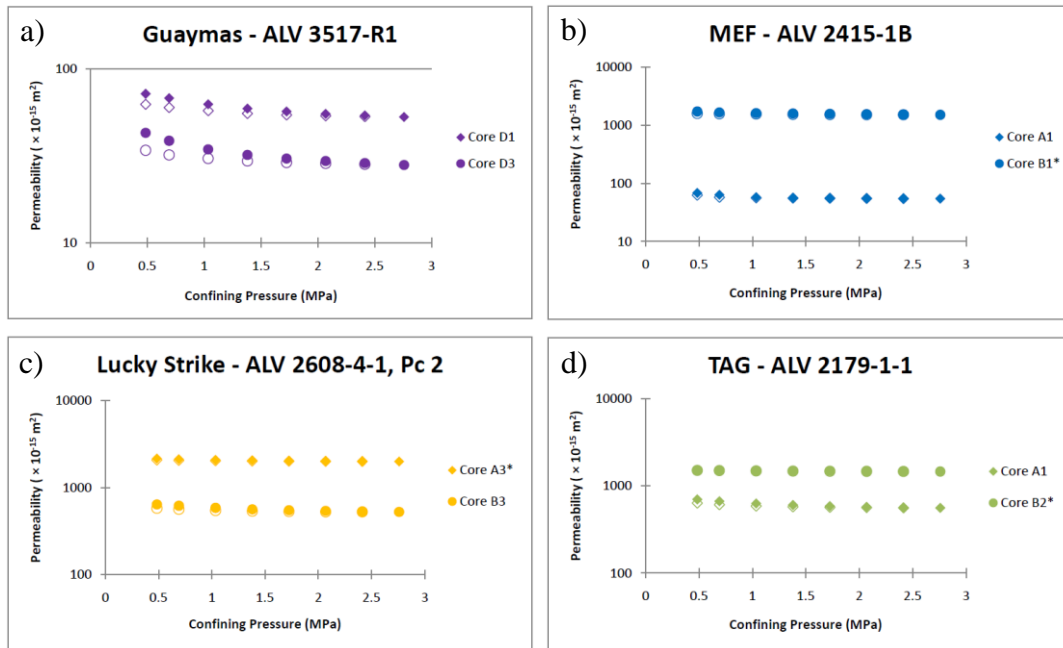 a) Guaymas - ALV 3517-R1
100
10
Permeability ( × 10⁻¹⁵ m²)
0 0.5 1 1.5 2 2.5 3
Confining Pressure (MPa)
Core D1
Core D3
b) MEF - ALV 2415-1B
10000
1000
100
10
Permeability ( × 10⁻¹⁵ m²)
0 0.5 1 1.5 2 2.5 3
Confining Pressure (MPa)
Core A1
Core B1*
c) Lucky Strike - ALV 2608-4-1, Pc 2
10000
1000
100
Permeability ( × 10⁻¹⁵ m²)
0 0.5 1 1.5 2 2.5 3
Confining Pressure (MPa)
Core A3*
Core B3
d) TAG - ALV 2179-1-1
10000
1000
100
Permeability ( × 10⁻¹⁵ m²)
0 0.5 1 1.5 2 2.5 3
Confining Pressure (MPa)
Core A1
Core B2*